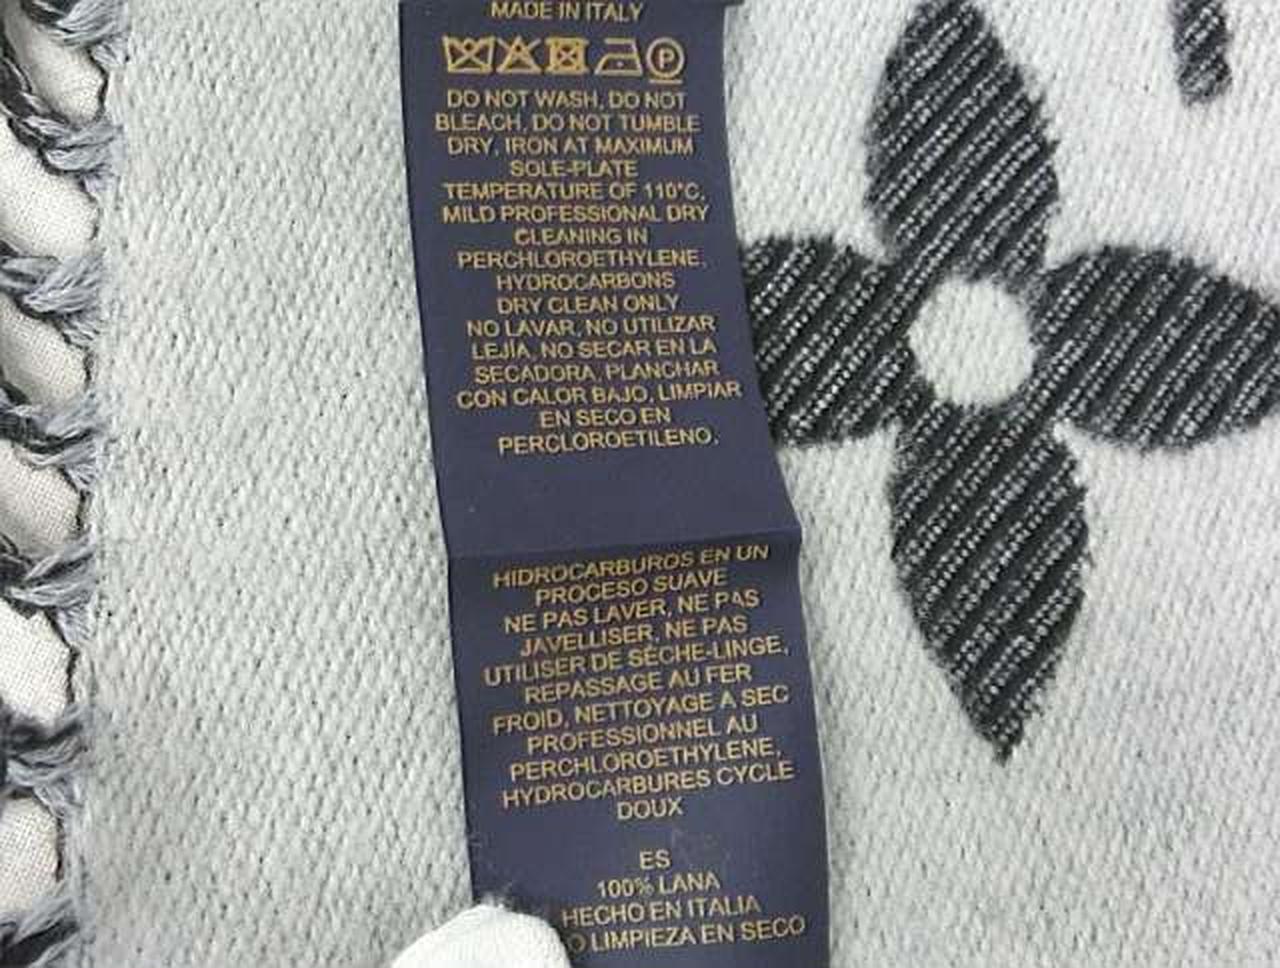 MADE IN ITALY
P
DO NOT WASH, DO NOT
BLEACH, DO NOT TUMBLE
DRY, IRON AT MAXIMUM
SOLE-PLATE
TEMPERATURE OF 110°C,
MILD PROFESSIONAL DRY
CLEANING IN
PERCHLOROETHYLENE,
HYDROCARBONS
DRY CLEAN ONLY
NO LAVAR, NO UTILIZAR
LEJÍA, NO SECAR EN LA
SECADORA, PLANCHAR
CON CALOR BAJO, LIMPIAR
EN SECO EN
PERCLOROETILENO,
HIDROCARBUROS EN UN
PROCESO SUAVE
NE PAS LAVER, NE PAS
JAVELLISER, NE PAS
UTILISER DE SÈCHE-LINGE,
REPASSAGE AU FER
FROID, NETTOYAGE A SEC
PROFESSIONNEL AU
PERCHLOROETHYLENE,
HYDROCARBURES CYCLE
DOUX
ES
100% LANA
HECHO EN ITALIA
LIMPIEZA EN SECO